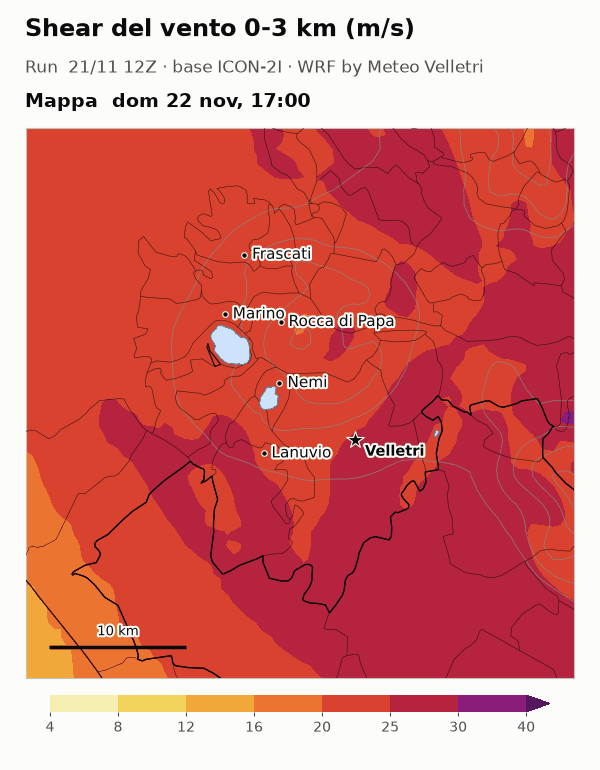 Shear del vento 0-3 km (m/s)
Run  21/11 12Z · base ICON-2I · WRF by Meteo Velletri
Mappa  dom 22 nov, 17:00
Frascati
Marino
Rocca di Papa
Nemi
Velletri
Lanuvio
10 km
4 8 12 16 20 25 30 40